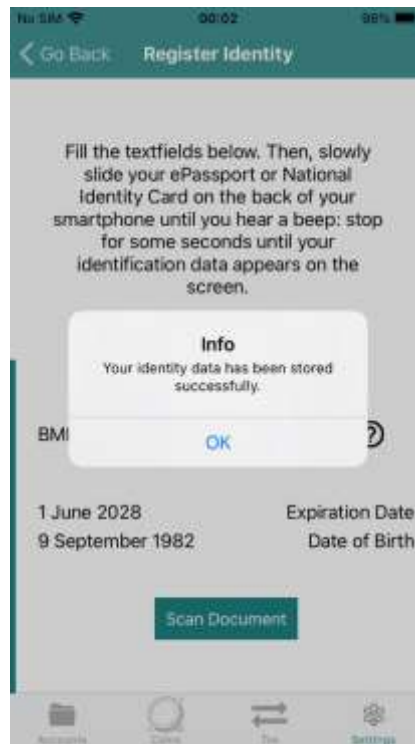 No SIM 00:02 98%
Go Back Register Identity
Fill the textfields below. Then, slowly
slide your ePassport or National
Identity Card on the back of your
smartphone until you hear a beep: stop
for some seconds until your
identification data appears on the
screen.
Info
Your identity data has been stored
successfully.
BM
OK
?
1 June 2028 Expiration Date
9 September 1982 Date of Birth
Scan Document
Accounts Settings